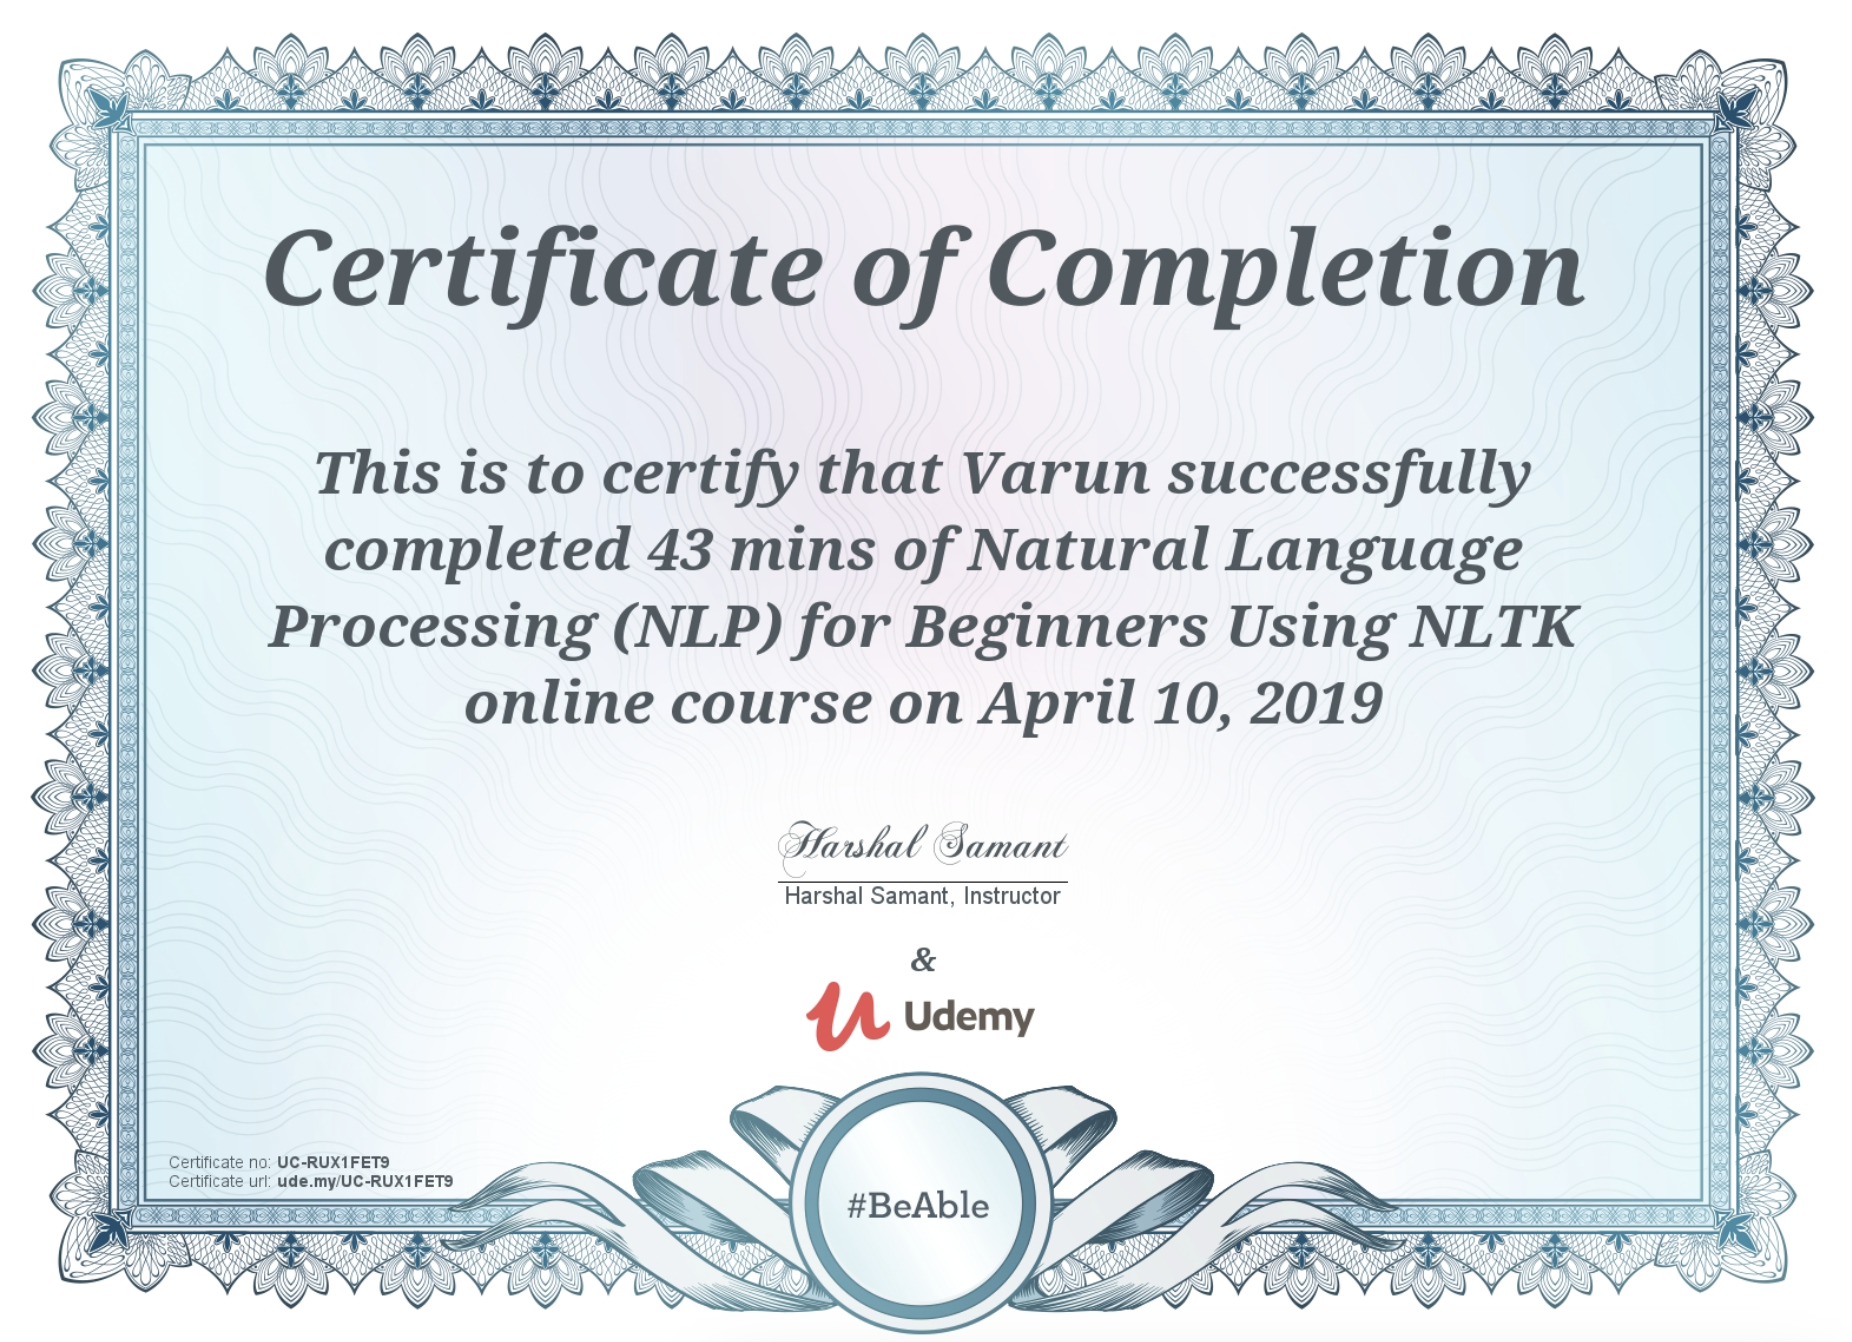 Certificate of Completion
This is to certify that Varun successfully
completed 43 mins of Natural Language
Processing (NLP) for Beginners Using NLTK
online course on April 10, 2019
Harshal Samant
Harshal Samant, Instructor
&
Udemy
Certificate no: UC-RUX1FET9
Certificate url: ude.my/UC-RUX1FET9
#BeAble